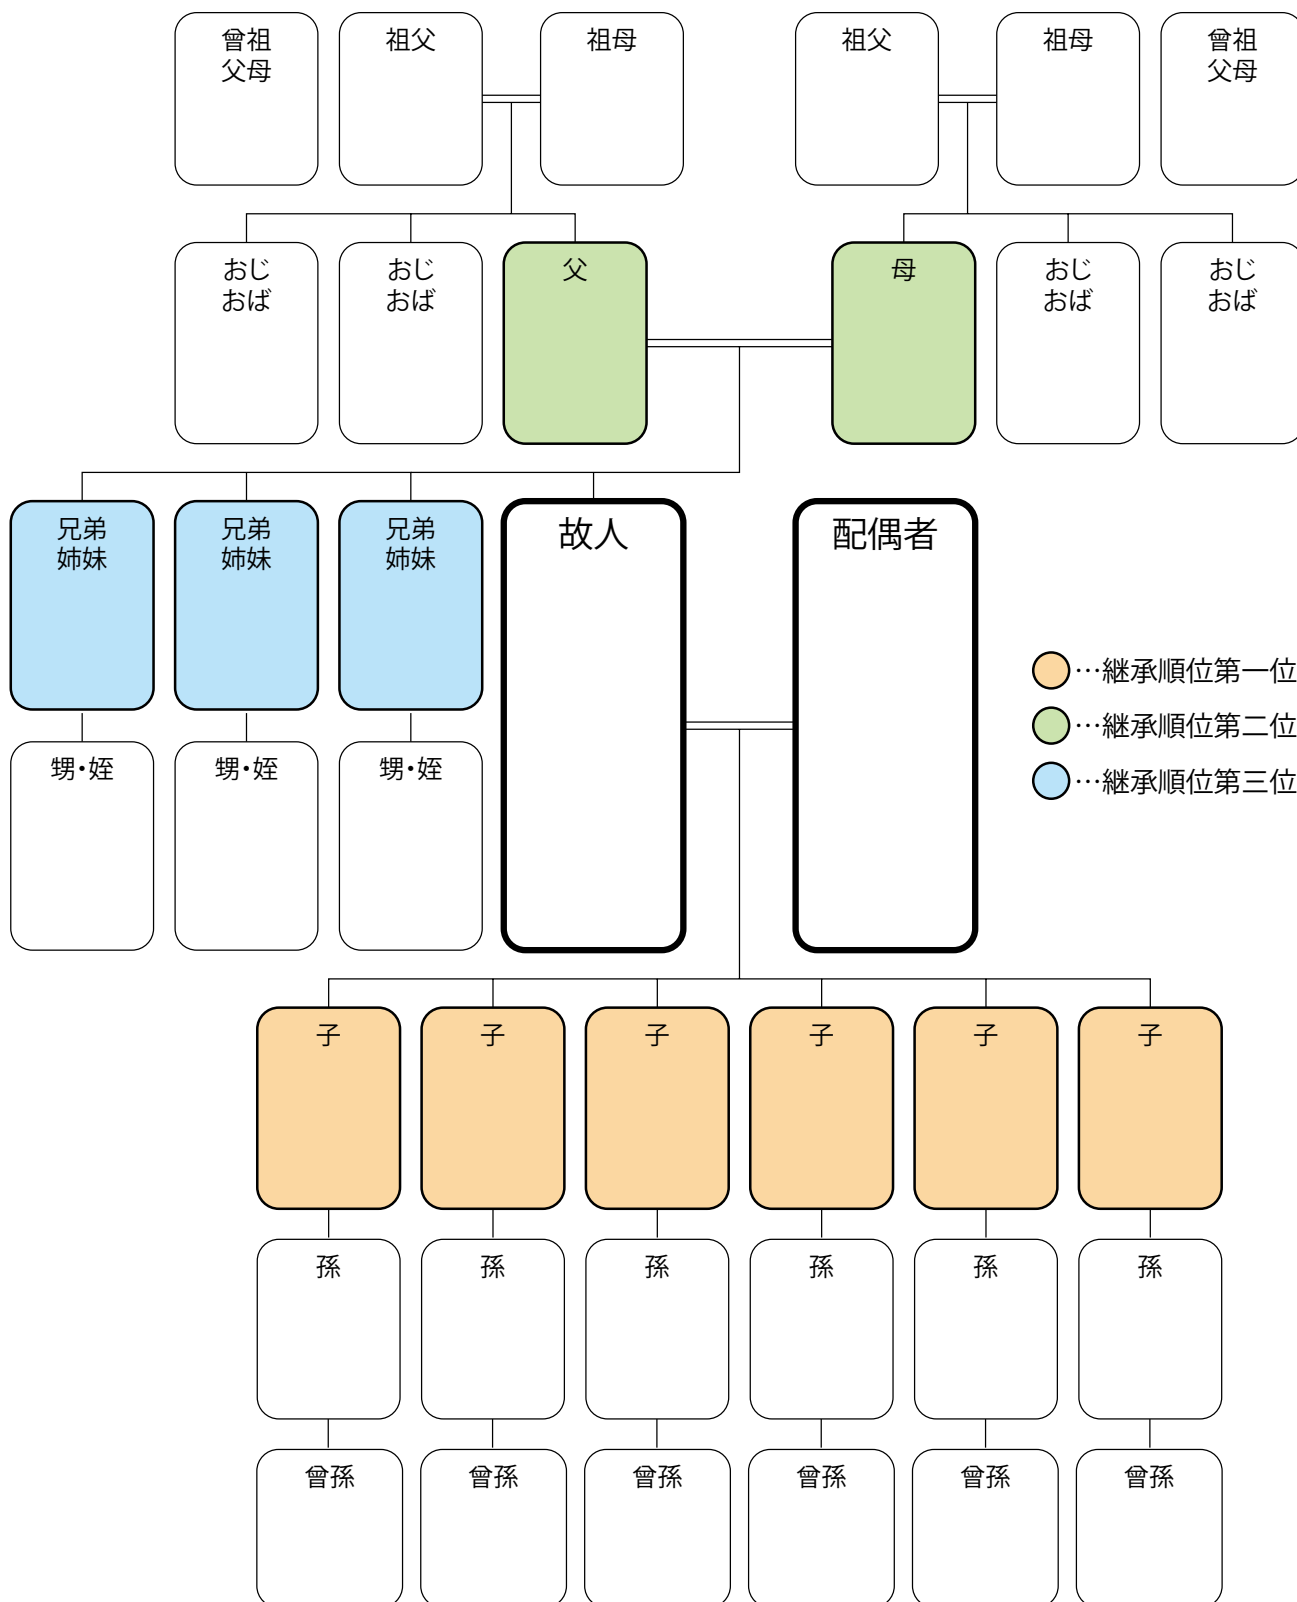 曾祖
父母
祖父
祖母
祖父
祖母
曾祖
父母
おじ
おば
おじ
おば
父
母
おじ
おば
おじ
おば
兄弟
姉妹
兄弟
姉妹
兄弟
姉妹
故人
配偶者
…継承順位第一位
…継承順位第二位
…継承順位第三位
甥・姪
甥・姪
甥・姪
子
子
子
子
子
子
孫
孫
孫
孫
孫
孫
曾孫
曾孫
曾孫
曾孫
曾孫
曾孫